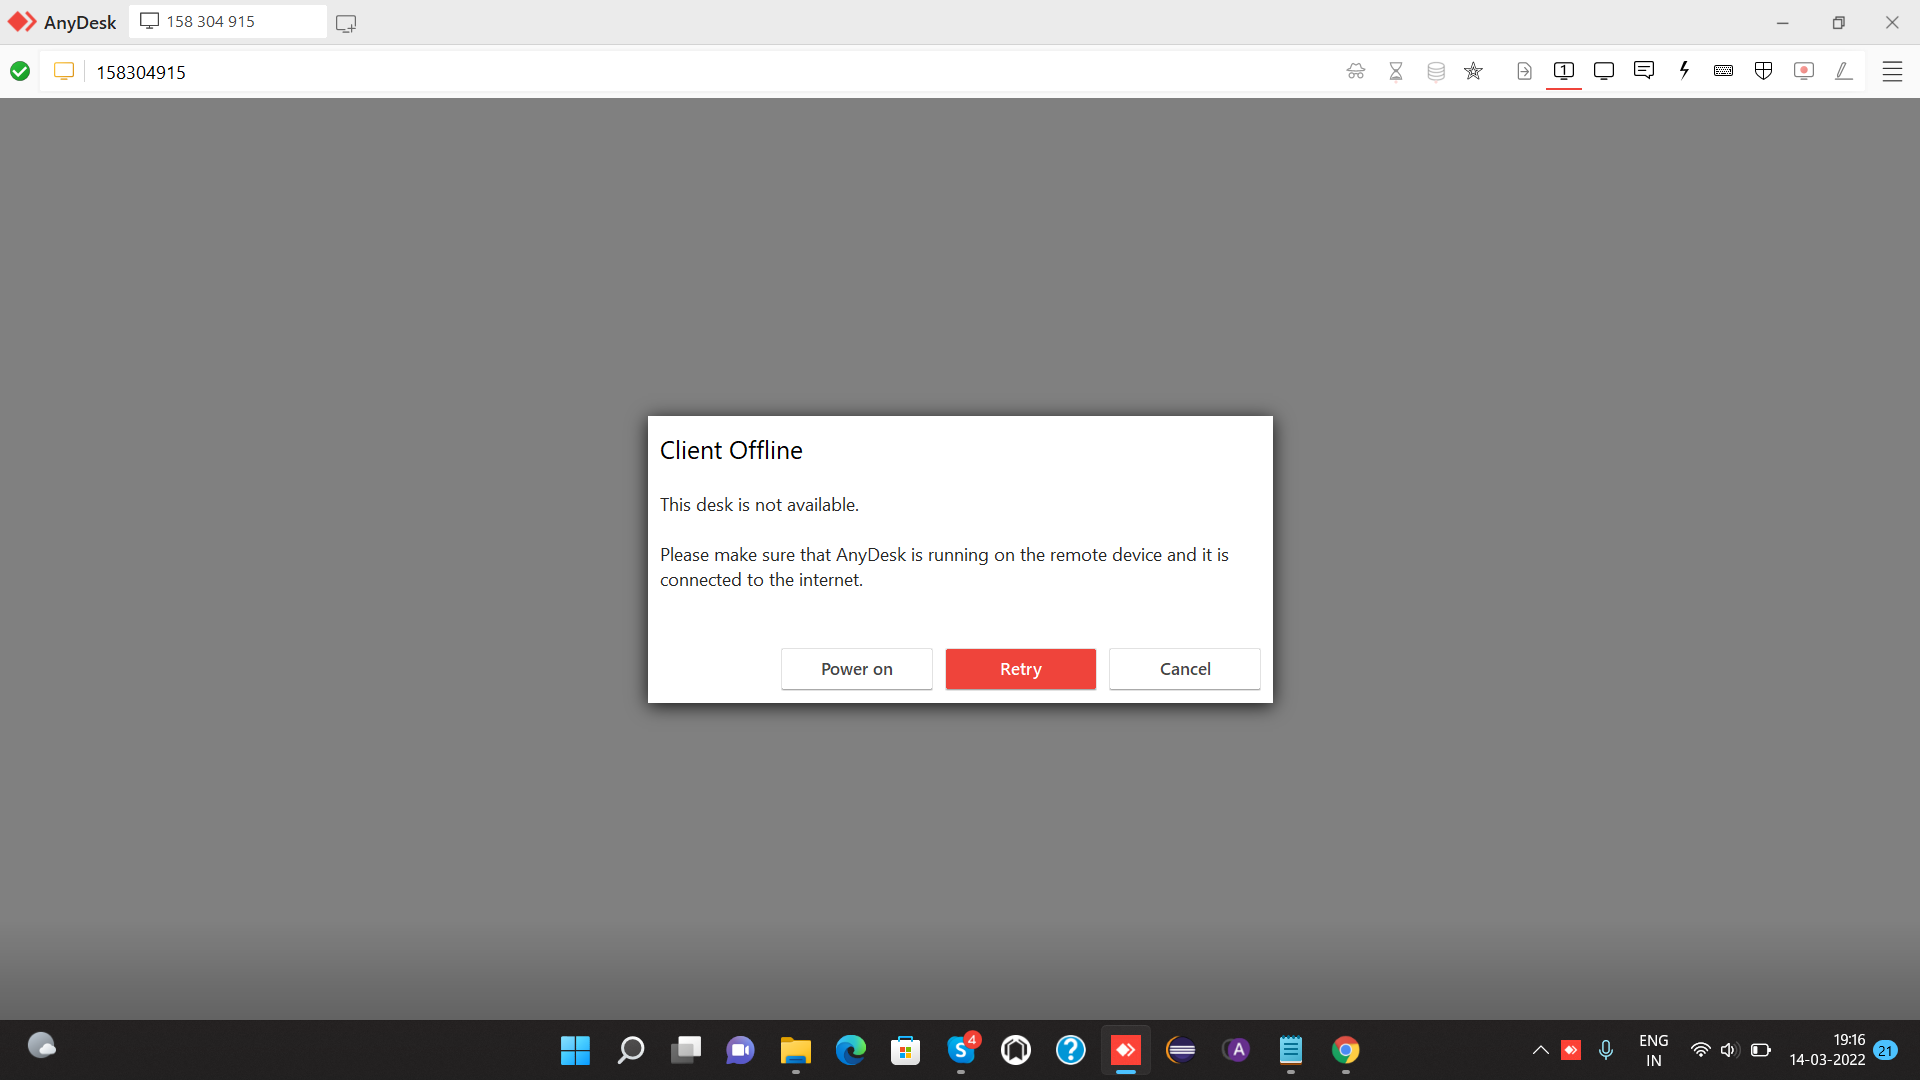 AnyDesk
158 304 915
158304915
1
Client Offline
This desk is not available.
Please make sure that AnyDesk is running on the remote device and it is
connected to the internet.
Power on
Retry
Cancel
S
4
?
A
ENG
IN
19:16
14-03-2022
21